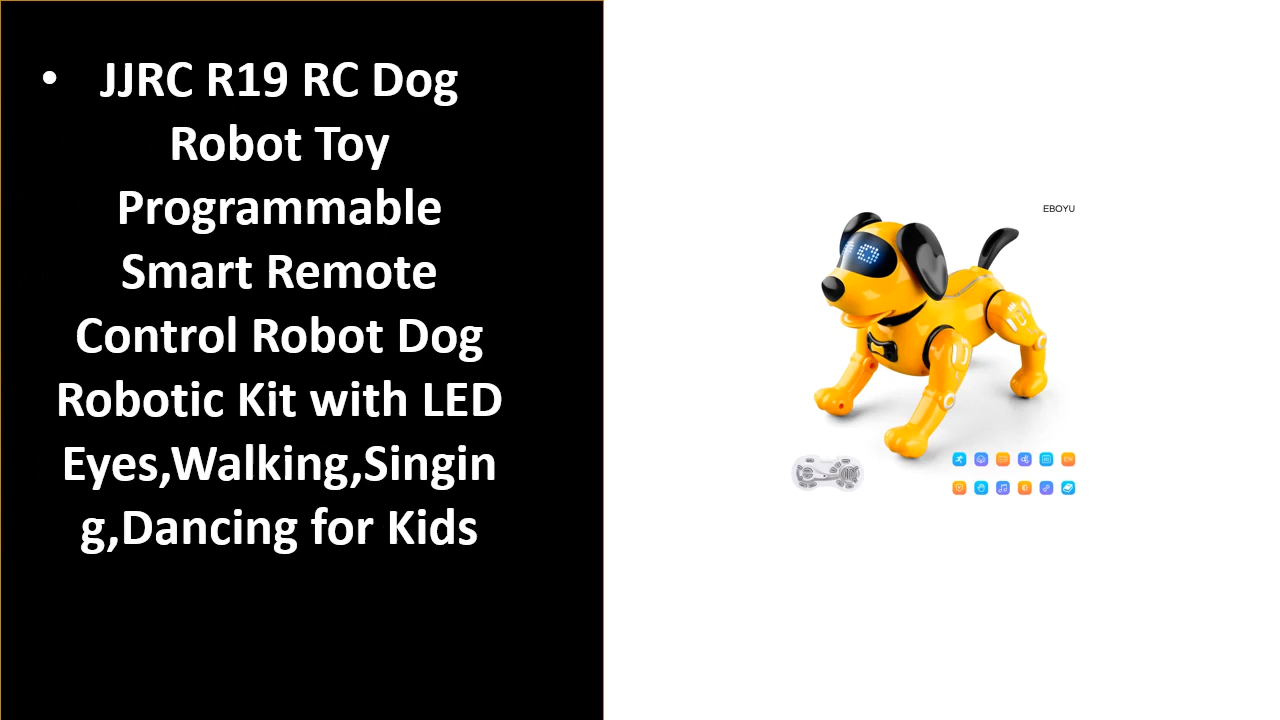 • JJRC R19 RC Dog
Robot Toy
Programmable
Smart Remote
Control Robot Dog
Robotic Kit with LED
Eyes,Walking,Singin
g,Dancing for Kids
EBOYU